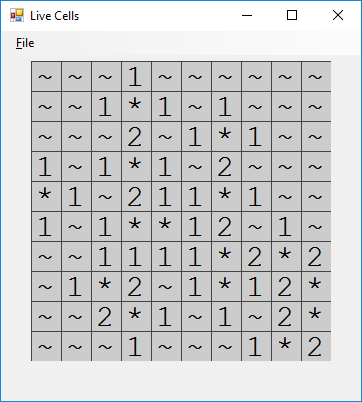 Live Cells
File
~ ~ ~ 1 ~ ~ ~ ~ ~ ~
~ ~ 1 * 1 ~ 1 ~ ~ ~
~ ~ ~ 2 ~ 1 * 1 ~ ~
1 ~ 1 * 1 ~ 2 ~ ~ ~
* 1 ~ 2 1 1 * 1 ~ ~
1 ~ 1 * * 1 2 ~ 1 ~
~ ~ 1 1 1 1 * 2 * 2
~ 1 * 2 ~ 1 * 1 2 *
~ ~ 2 * 1 ~ 1 ~ 2 *
~ ~ ~ 1 ~ ~ ~ 1 * 2